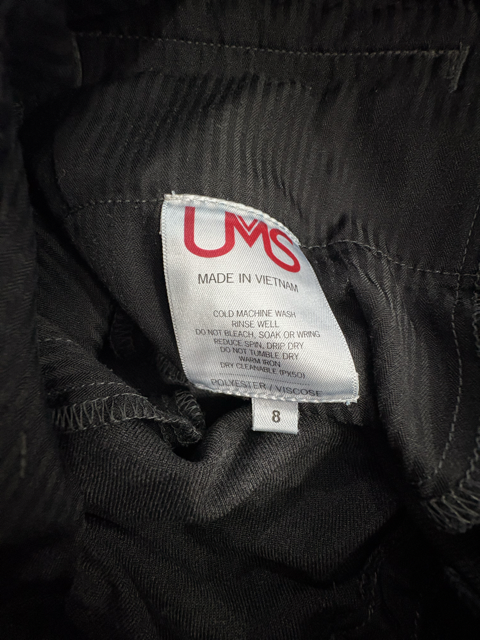 UMS
MADE IN VIETNAM
COLD MACHINE WASH
RINSE WELL
DO NOT BLEACH, SOAK OR WRING
REDUCE SPIN, DRIP DRY
DO NOT TUMBLE DRY
WARM IRON
DRY CLEANABLE (PX50)
POLYESTER / VISCOSE
8